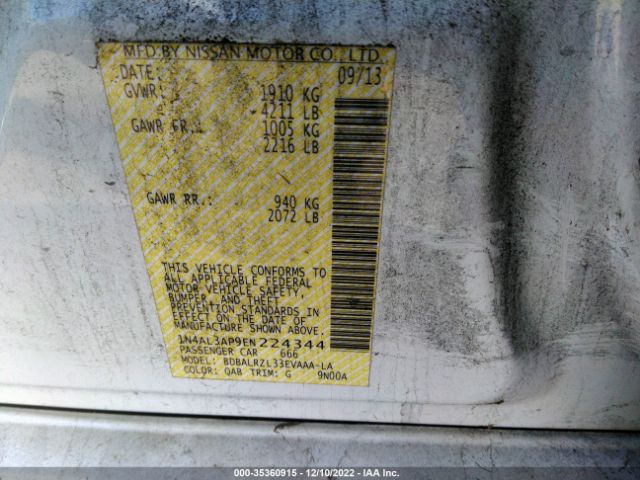 MFD.BY NISSAN MOTOR CO., LTD.
DATE: 09/13
GVWR: 1910 KG
4211 LB
GAWR FR.: 1005 KG
2216 LB
GAWR RR.: 940 KG
2072 LB
THIS VEHICLE CONFORMS TO
ALL APPLICABLE FEDERAL
MOTOR VEHICLE SAFETY,
BUMPER, AND THEFT
PREVENTION STANDARDS IN
EFFECT ON THE DATE OF
MANUFACTURE SHOWN ABOVE.
1N4AL3AP9EN224344
PASSENGER CAR 666
MODEL: BDBALRZL33EVAAA-LA
COLOR: QAB TRIM: G 9N00A
000-35360915 - 12/10/2022 - IAA Inc.